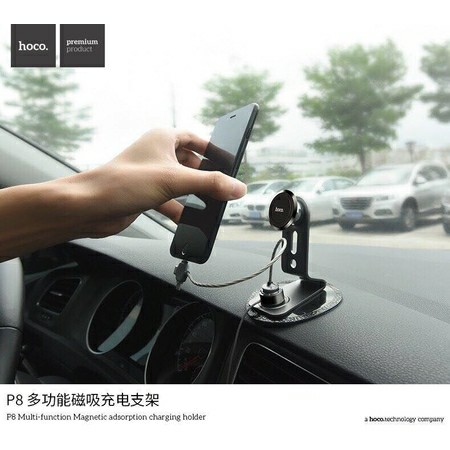 hoco.
premium
product
hoco.
P8 多功能磁吸充电支架
P8 Multi-function Magnetic adsorption charging holder
a hoco.technology company